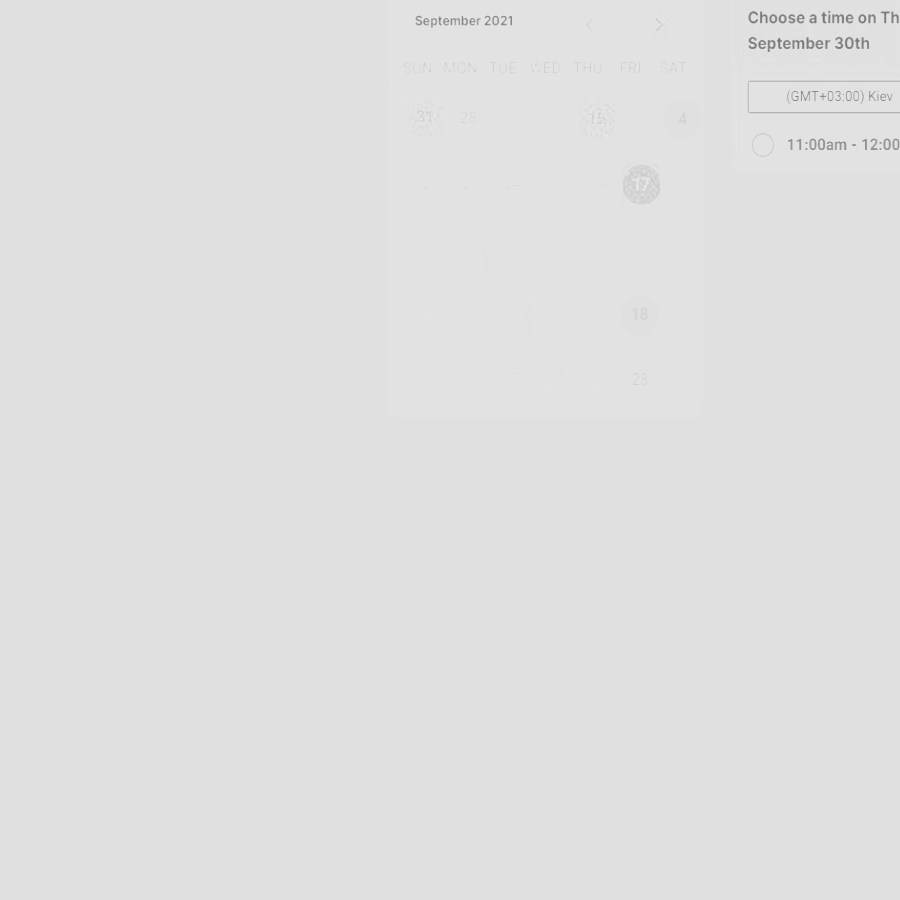 September 2021
SUN MON TUE WED THU FRI SAT
31 28 15 4
17
18
Choose a time on Th
September 30th
(GMT+03:00) Kiev
11:00am - 12:00